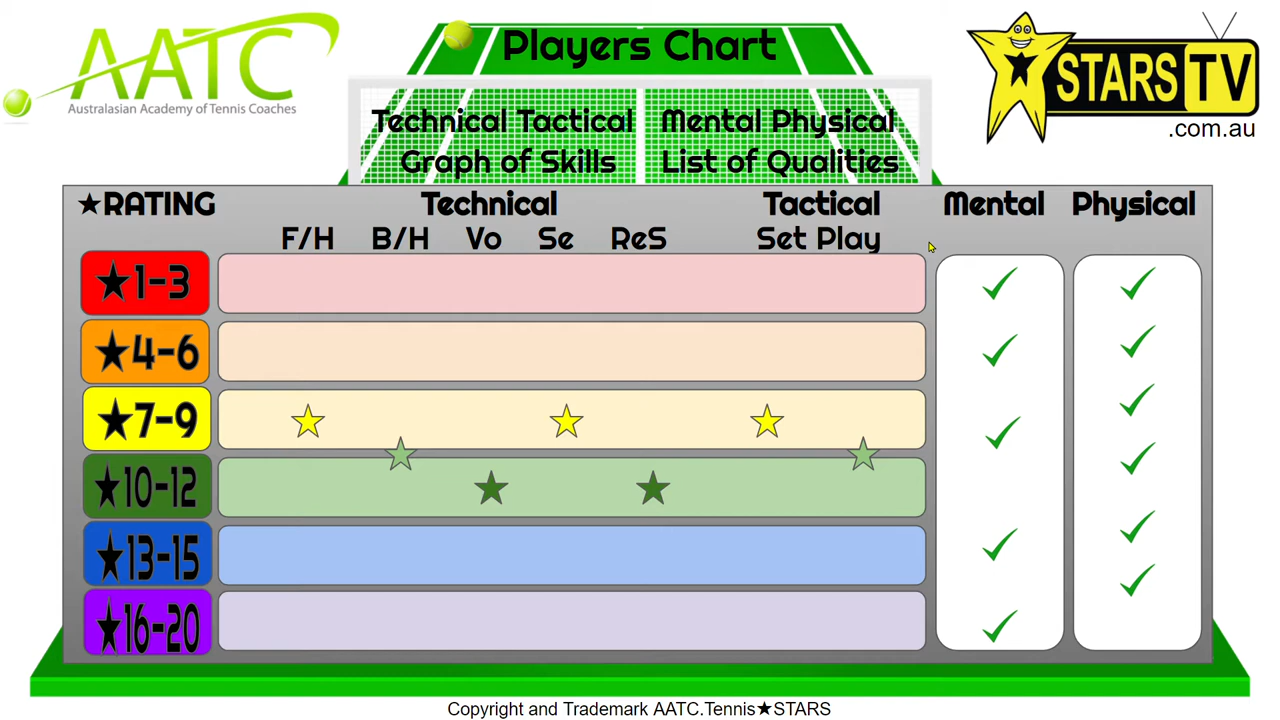 AATC
Australasian Academy of Tennis Coaches
Players Chart
STARS TV
.com.au
Technical Tactical
Graph of Skills
Mental Physical
List of Qualities
★RATING Technical Tactical Mental Physical
F/H B/H Vo Se ReS Set Play
★1-3
★4-6
★7-9
★10-12
★13-15
★16-20
Copyright and Trademark AATC.Tennis★STARS